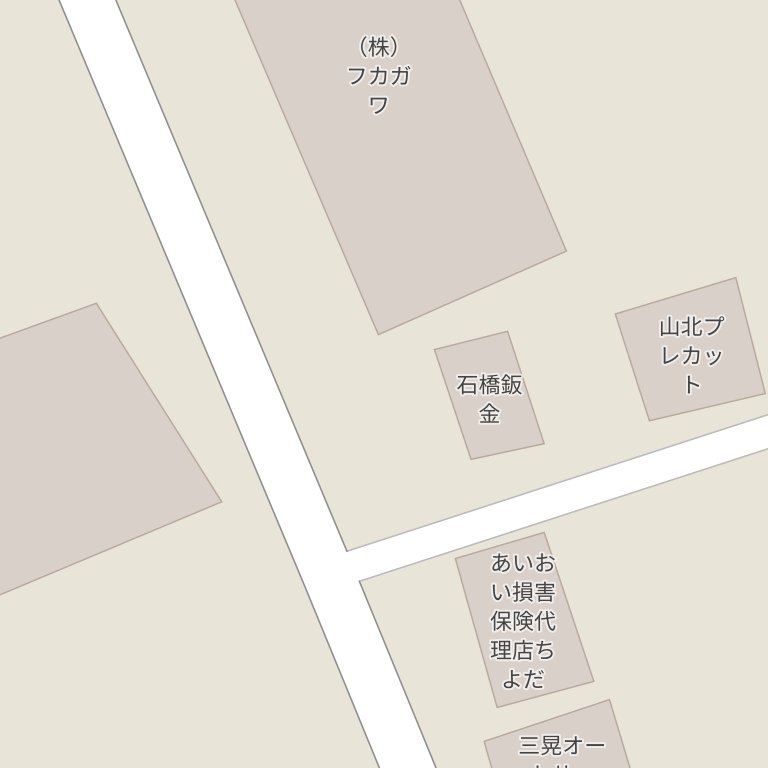 （株）
フカガ
ワ
山北プ
レカッ
ト
石橋鈑
金
あいお
い損害
保険代
理店ち
よだ
三晃オー